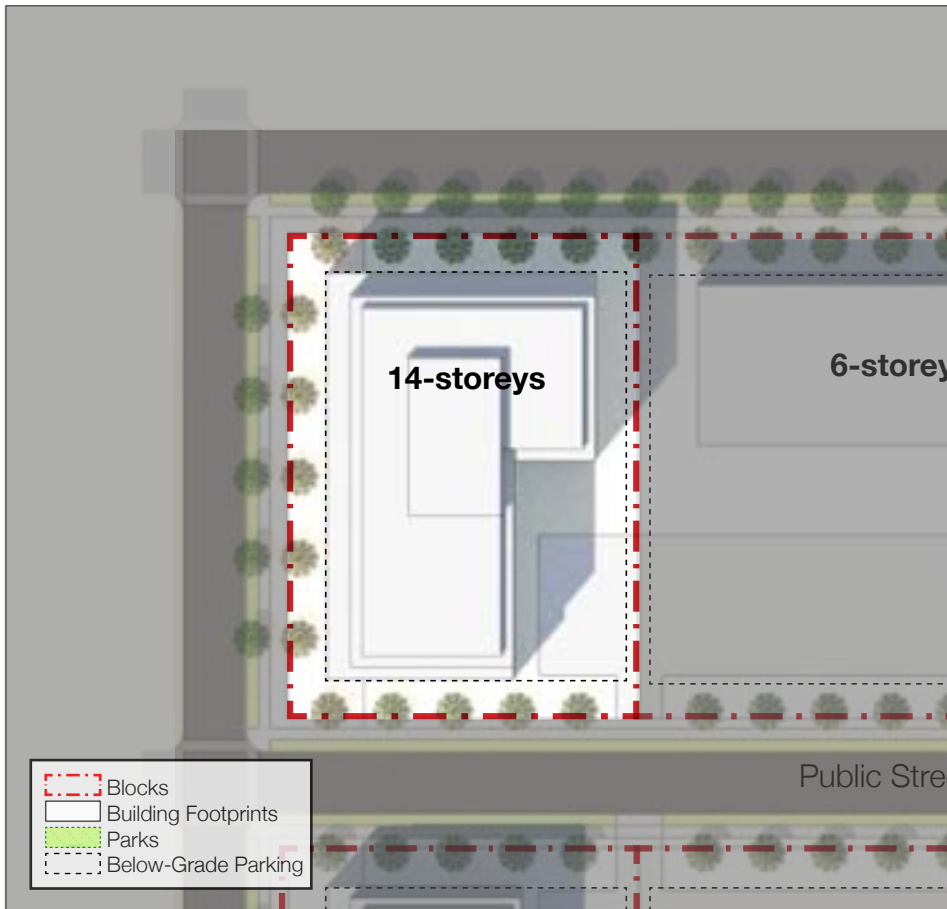 14-storeys
6-storey
Public Stre
Blocks
Building Footprints
Parks
Below-Grade Parking